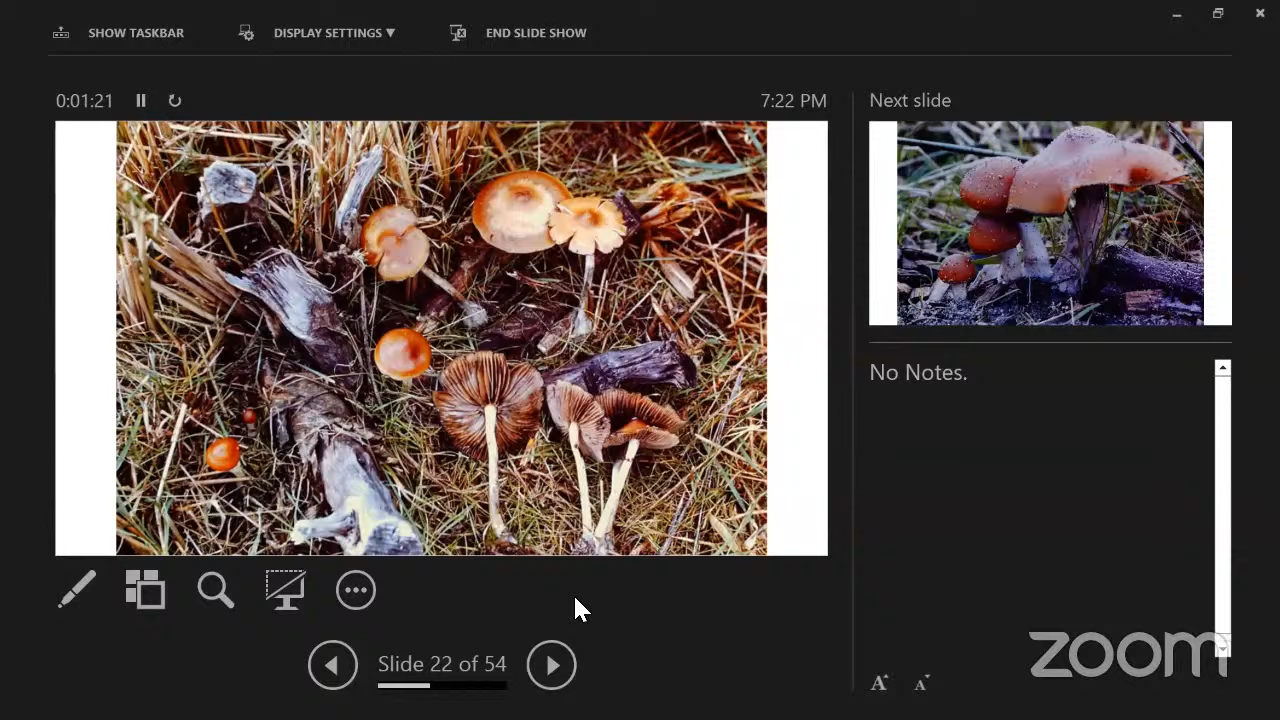 SHOW TASKBAR
DISPLAY SETTINGS ▼
END SLIDE SHOW
0:01:21
7:22 PM
Next slide
No Notes.
Slide 22 of 54
A A
zoom